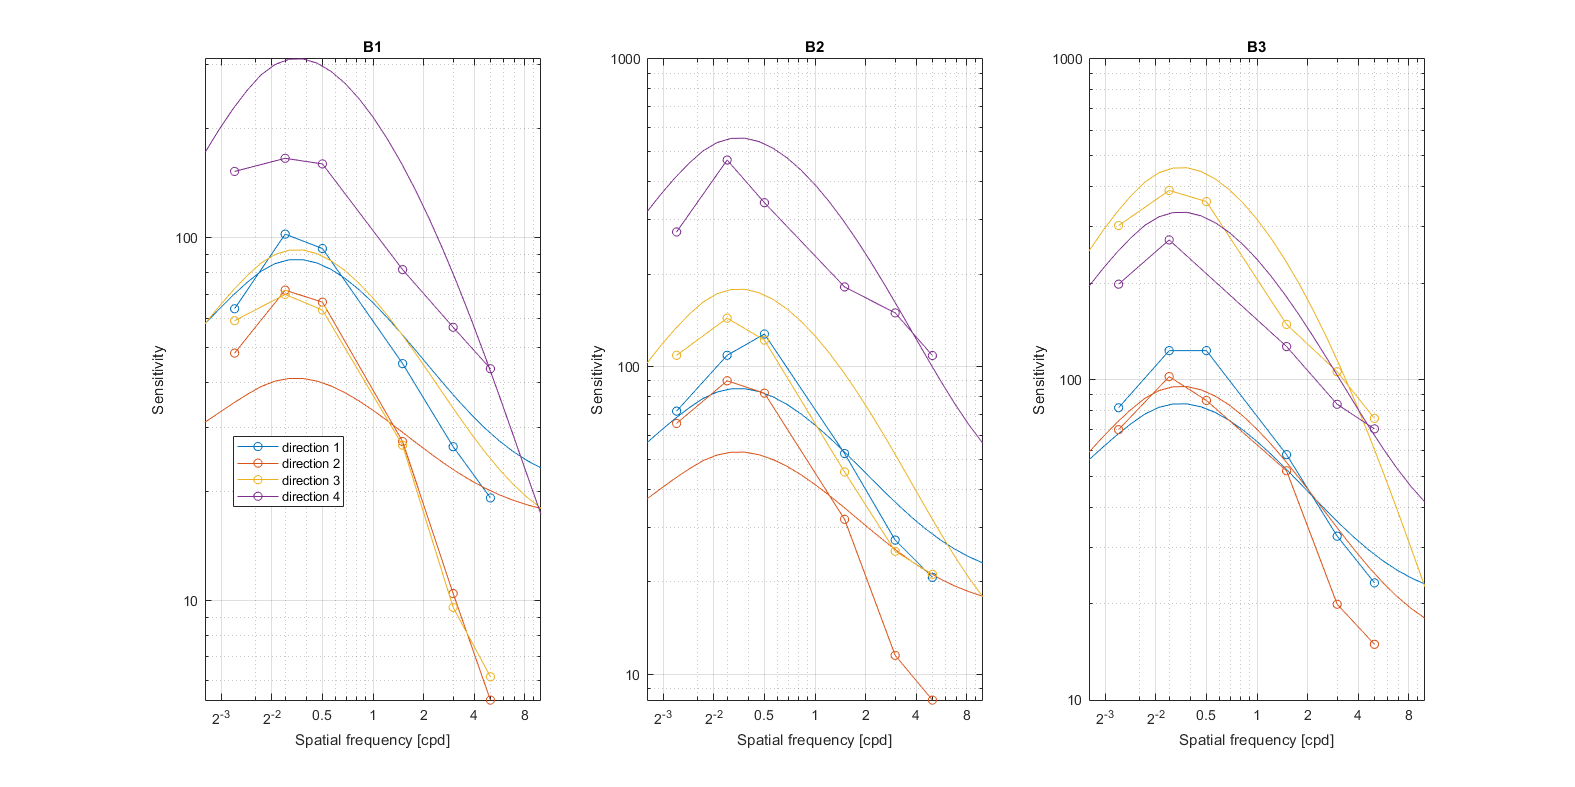 B1
Sensitivity
100
10
direction 1
direction 2
direction 3
direction 4
2^-3
2^-2
0.5
1
2
4
8
Spatial frequency [cpd]
B2
Sensitivity
1000
100
10
2^-3
2^-2
0.5
1
2
4
8
Spatial frequency [cpd]
B3
Sensitivity
1000
100
10
2^-3
2^-2
0.5
1
2
4
8
Spatial frequency [cpd]